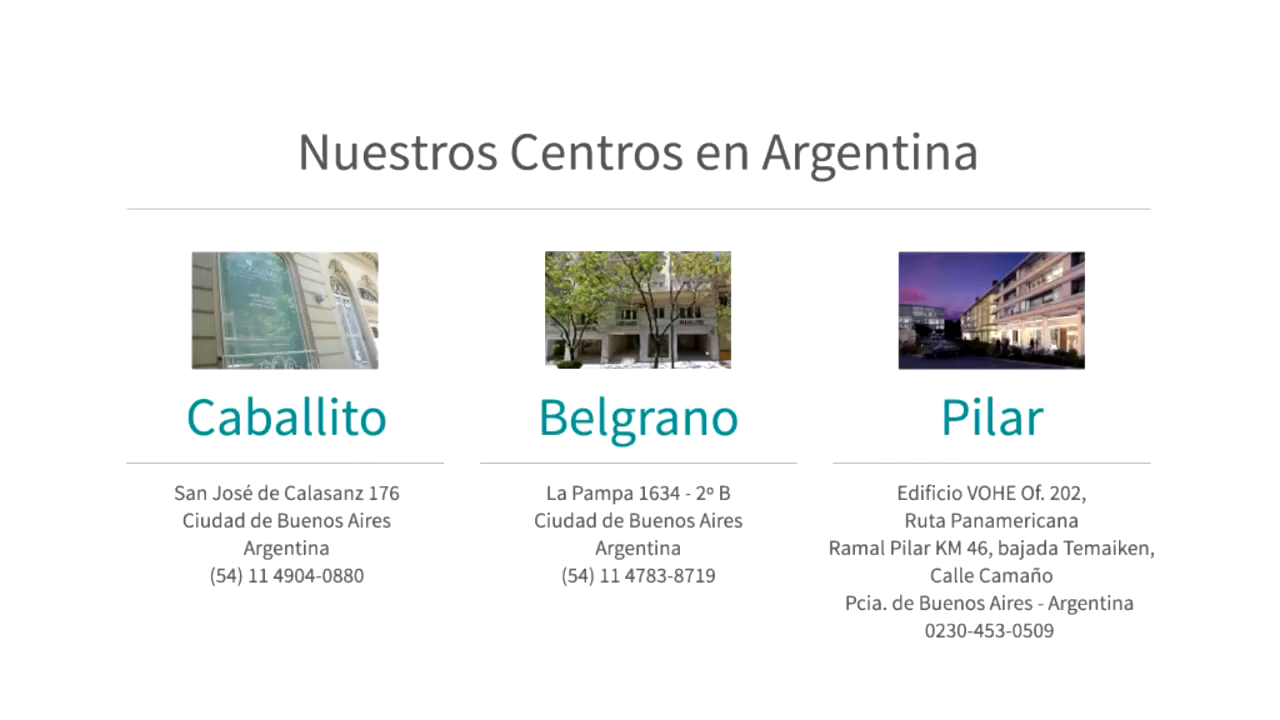 Nuestros Centros en Argentina
Caballito
San José de Calasanz 176
Ciudad de Buenos Aires
Argentina
(54) 11 4904-0880
Belgrano
La Pampa 1634 - 2º B
Ciudad de Buenos Aires
Argentina
(54) 11 4783-8719
Pilar
Edificio VOHE Of. 202,
Ruta Panamericana
Ramal Pilar KM 46, bajada Temaiken,
Calle Camaño
Pcia. de Buenos Aires - Argentina
0230-453-0509